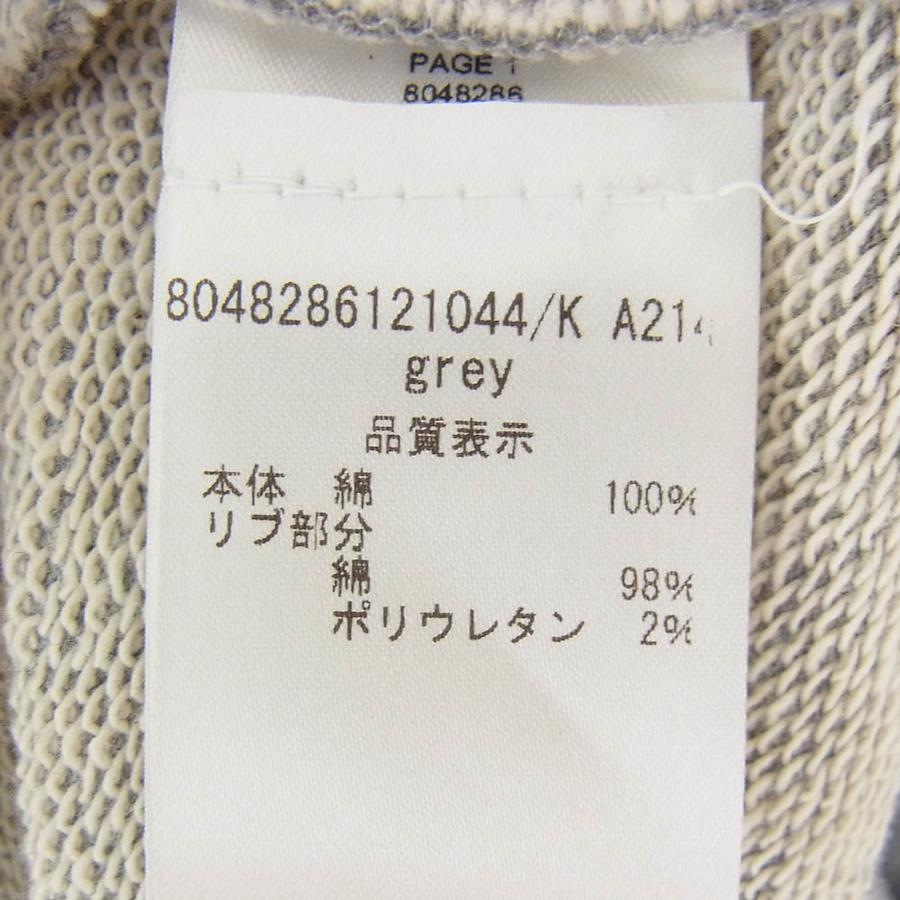 PAGE 1
8048286
8048286121044/K A214
grey
品質表示
本体 綿 100%
リブ部分
綿 98%
ポリウレタン 2%